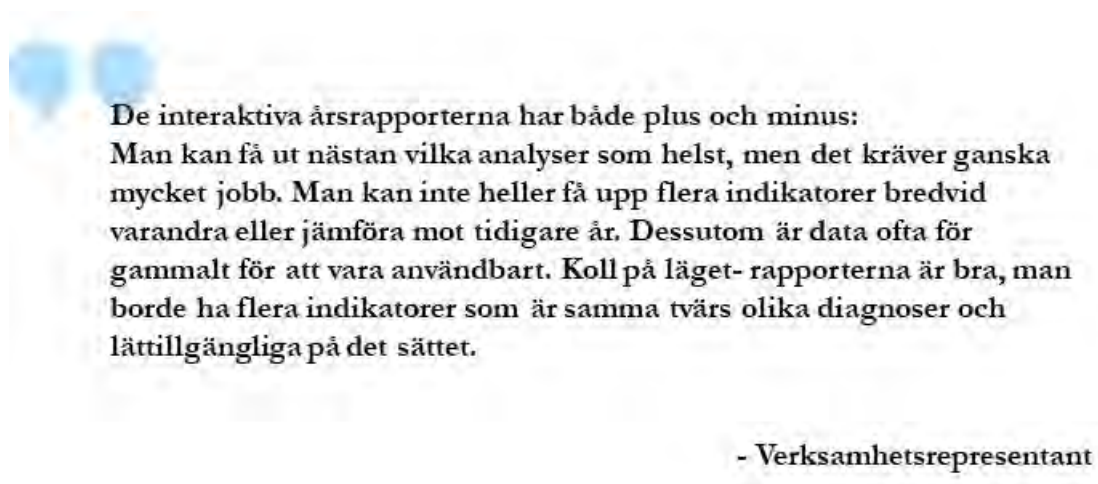 De interaktiva årsrapporterna har både plus och minus:
Man kan få ut nästan vilka analyser som helst, men det kräver ganska
mycket jobb. Man kan inte heller få upp flera indikatorer bredvid
varandra eller jämföra mot tidigare år. Dessutom är data ofta för
gammalt för att vara användbart. Koll på läget- rapporterna är bra, man
borde ha flera indikatorer som är samma tvärs olika diagnoser och
lättillgängliga på det sättet.
- Verksamhetsrepresentant